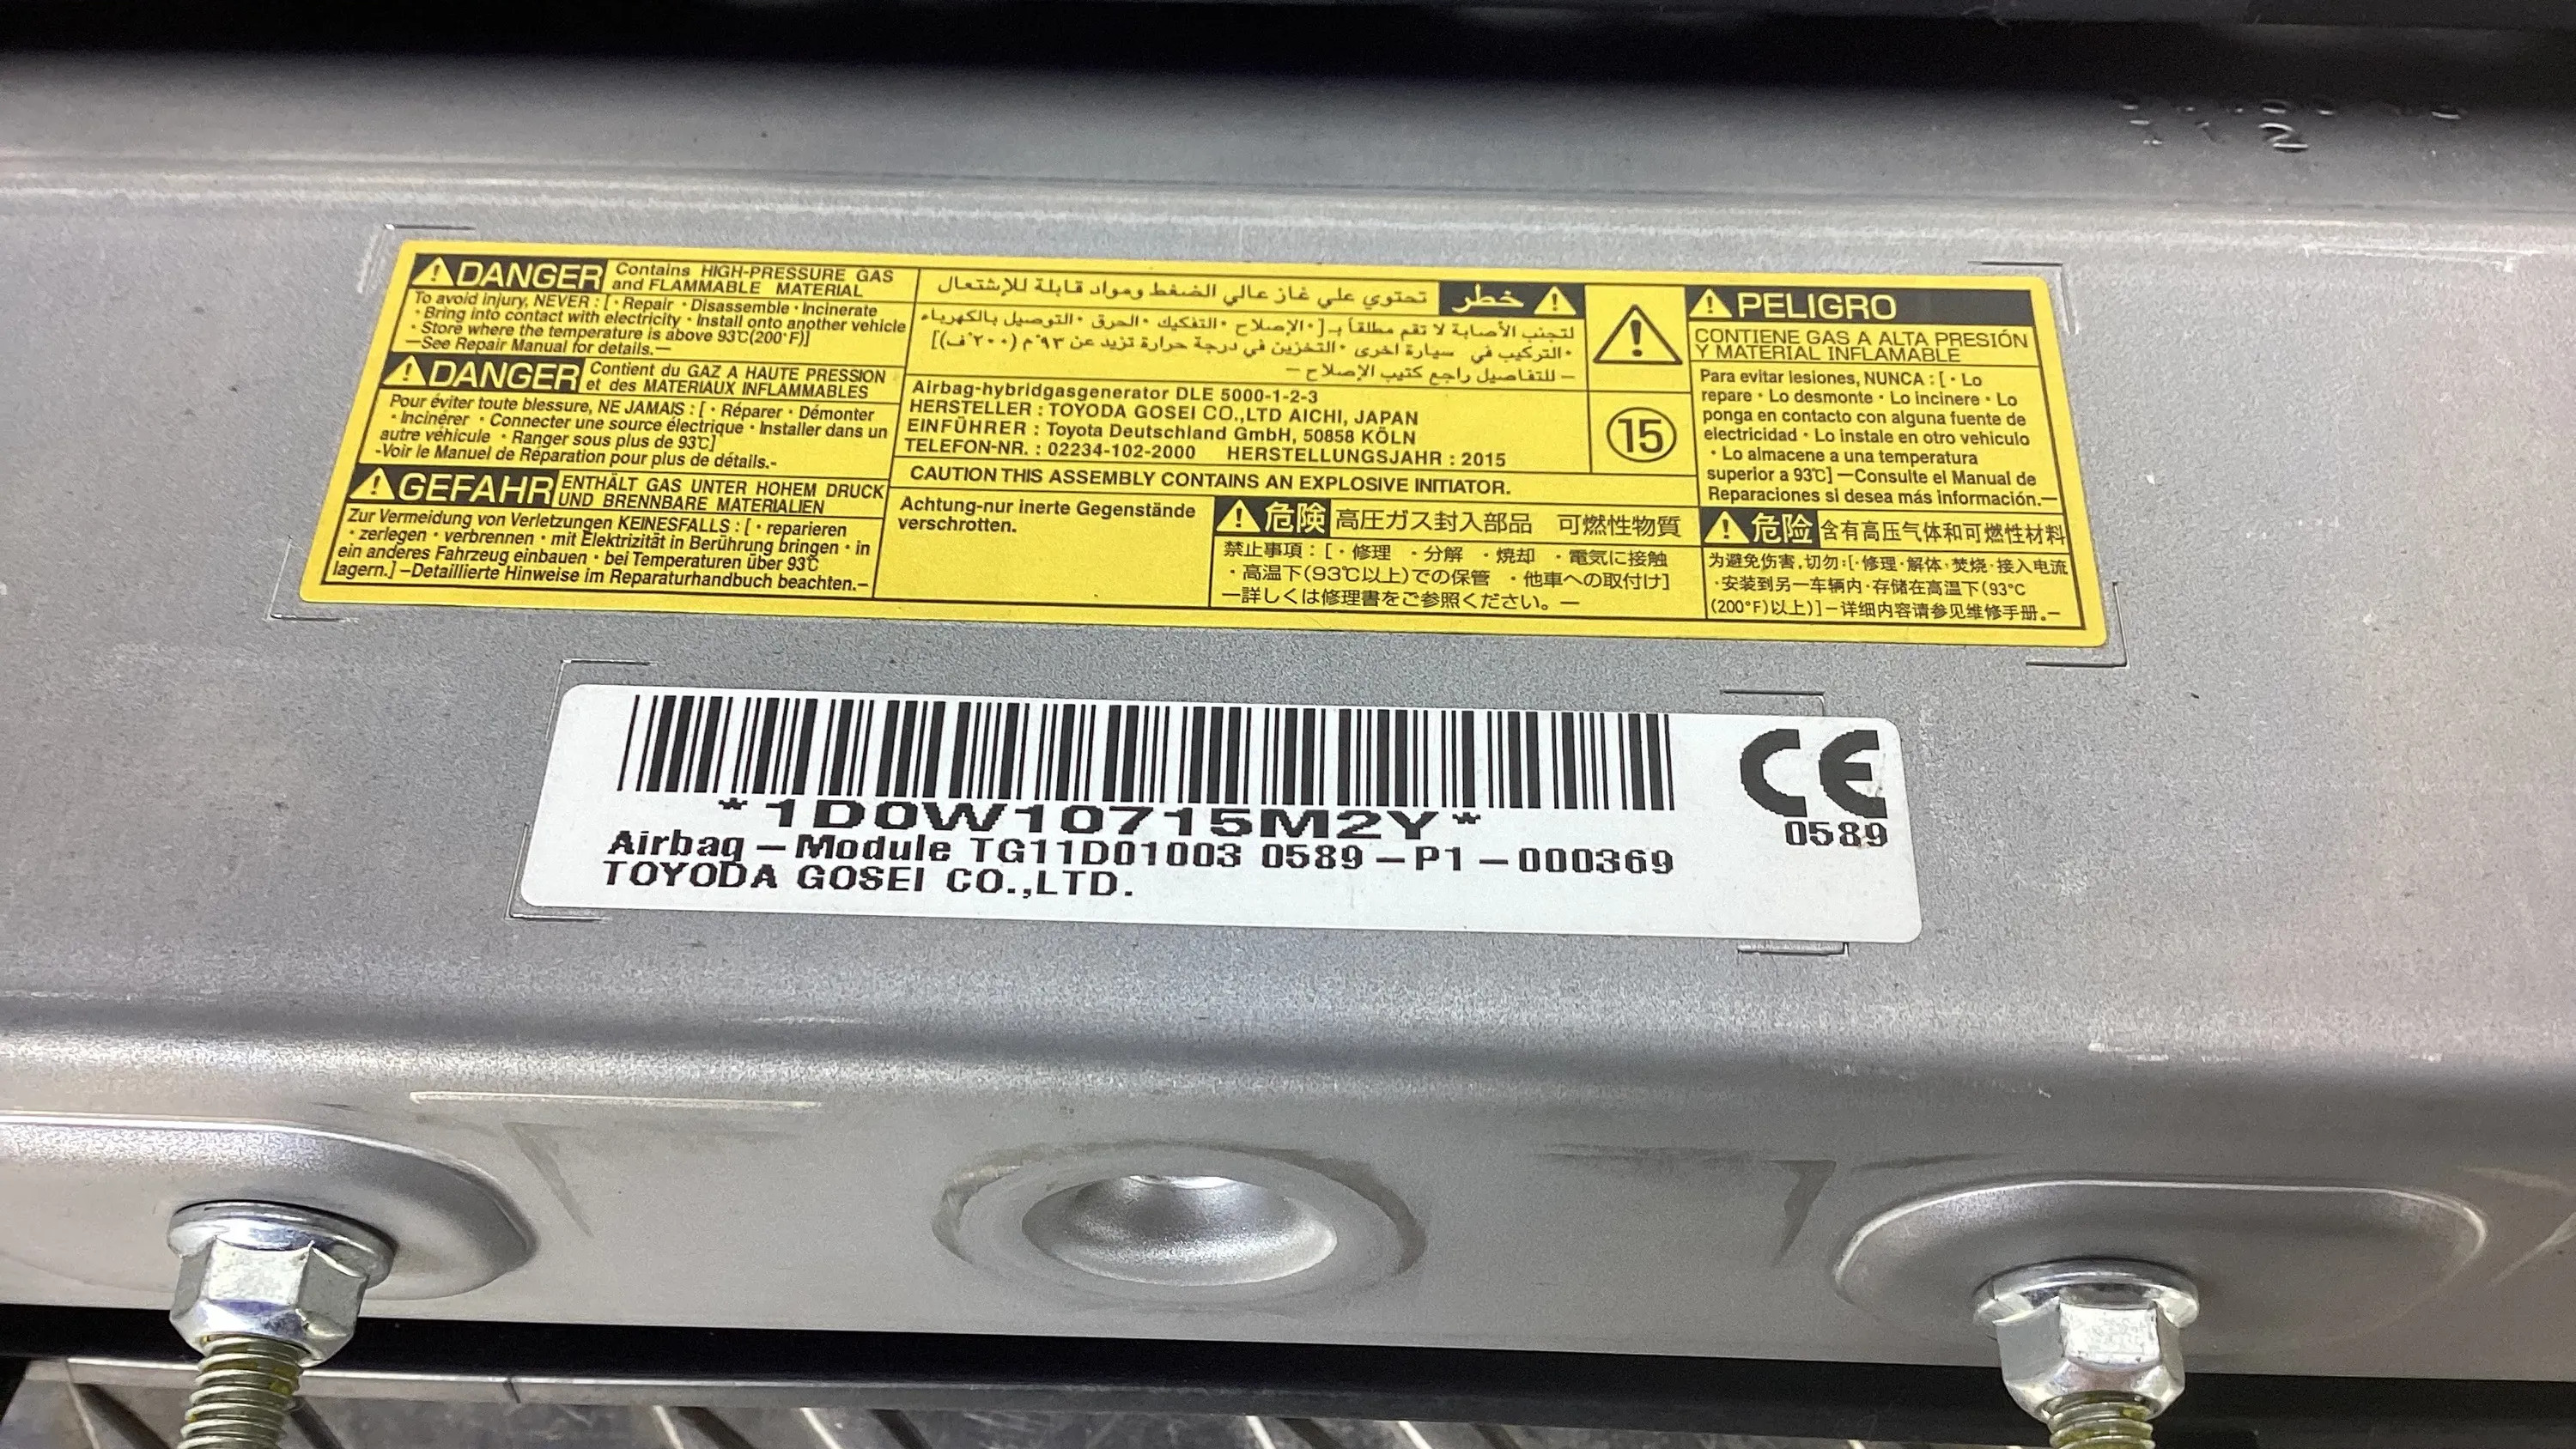 DANGER Contains HIGH-PRESSURE GAS
and FLAMMABLE MATERIAL
To avoid injury, NEVER : [ ・Repair ・Disassemble ・Incinerate
・Bring into contact with electricity ・Install onto another vehicle
・Store where the temperature is above 93℃(200°F)]
—See Repair Manual for details.—
DANGER Contient du GAZ A HAUTE PRESSION
et des MATERIAUX INFLAMMABLES
Pour éviter toute blessure, NE JAMAIS : [ ・Réparer ・Démonter
・Incinérer ・Connecter une source électrique ・Installer dans un
autre véhicule ・Ranger sous plus de 93℃]
-Voir le Manuel de Réparation pour plus de détails.-
GEFAHR ENTHÄLT GAS UNTER HOHEM DRUCK
UND BRENNBARE MATERIALIEN
Zur Vermeidung von Verletzungen KEINESFALLS : [ ・reparieren
・zerlegen ・verbrennen ・mit Elektrizität in Berührung bringen ・in
ein anderes Fahrzeug einbauen ・bei Temperaturen über 93℃
lagern.] –Detaillierte Hinweise im Reparaturhandbuch beachten.–
خطر تحتوي علي غاز عالي الضغط ومواد قابلة للإشتعال
لتجنب الأصابة لا تقم مطلقاً بـ [・الإصلاح ・التفكيك ・الحرق ・التوصيل بالكهرباء
・التركيب في سيارة اخرى ・التخزين في درجة حرارة تزيد عن ٩٣°م (٢٠٠°ف)]
– للتفاصيل راجع كتيب الإصلاح –
Airbag-hybridgasgenerator DLE 5000-1-2-3
HERSTELLER : TOYODA GOSEI CO.,LTD AICHI, JAPAN
EINFÜHRER : Toyota Deutschland GmbH, 50858 KÖLN
TELEFON-NR. : 02234-102-2000 HERSTELLUNGSJAHR : 2015
15
CAUTION THIS ASSEMBLY CONTAINS AN EXPLOSIVE INITIATOR.
Achtung-nur inerte Gegenstände
verschrotten.
危険 高圧ガス封入部品 可燃性物質
禁止事項：[ ・修理 ・分解 ・焼却 ・電気に接触
・高温下(93℃以上)での保管 ・他車への取付け]
—詳しくは修理書をご参照ください。—
PELIGRO
CONTIENE GAS A ALTA PRESIÓN
Y MATERIAL INFLAMABLE
Para evitar lesiones, NUNCA : [ ・Lo
repare ・Lo desmonte ・Lo incinere ・Lo
ponga en contacto con alguna fuente de
electricidad ・Lo instale en otro vehiculo
・Lo almacene a una temperatura
superior a 93℃] —Consulte el Manual de
Reparaciones si desea más información.—
危险 含有高压气体和可燃性材料
为避免伤害,切勿:[·修理·解体·焚烧·接入电流
·安装到另一车辆内·存储在高温下(93°C
(200°F)以上)]–详细内容请参见维修手册.–
*1D0W10715M2Y*
Airbag – Module TG11D01003 0589 – P1 – 000369
TOYODA GOSEI CO.,LTD.
CE
0589
2